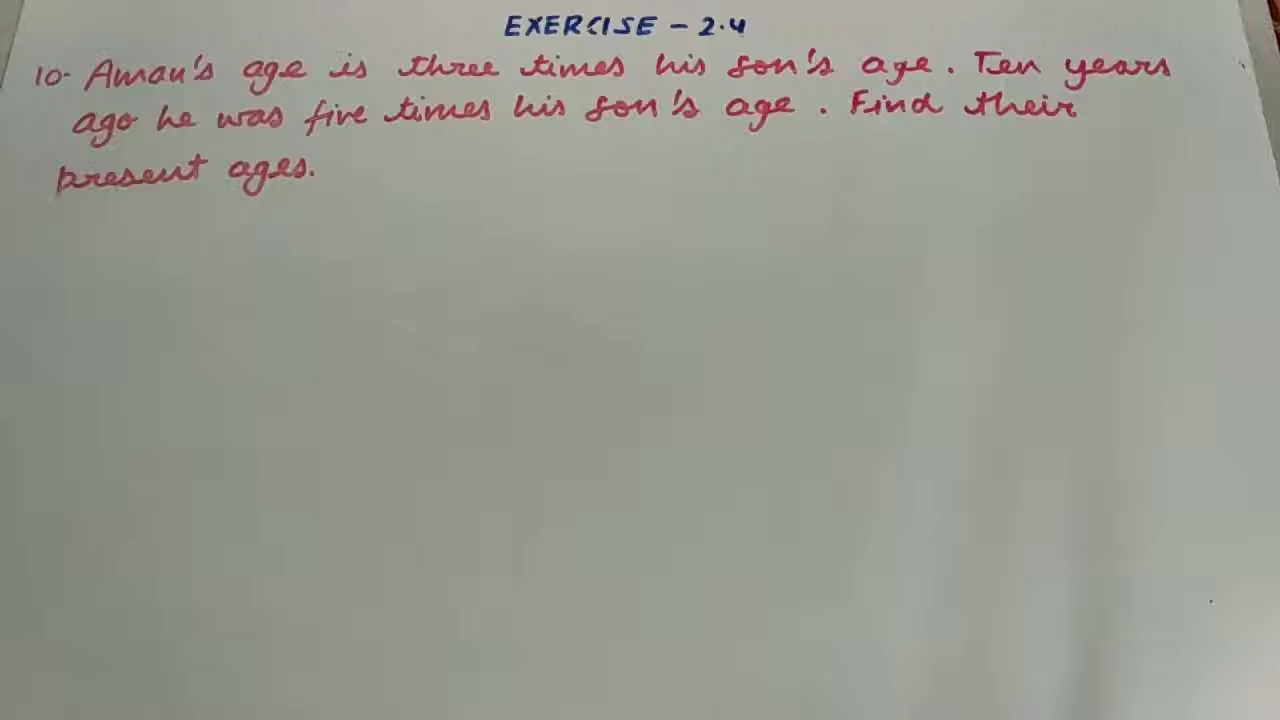 EXERCISE - 2.4
10. Aman's age is three times his son's age. Ten years
ago he was five times his son's age. Find their
present ages.